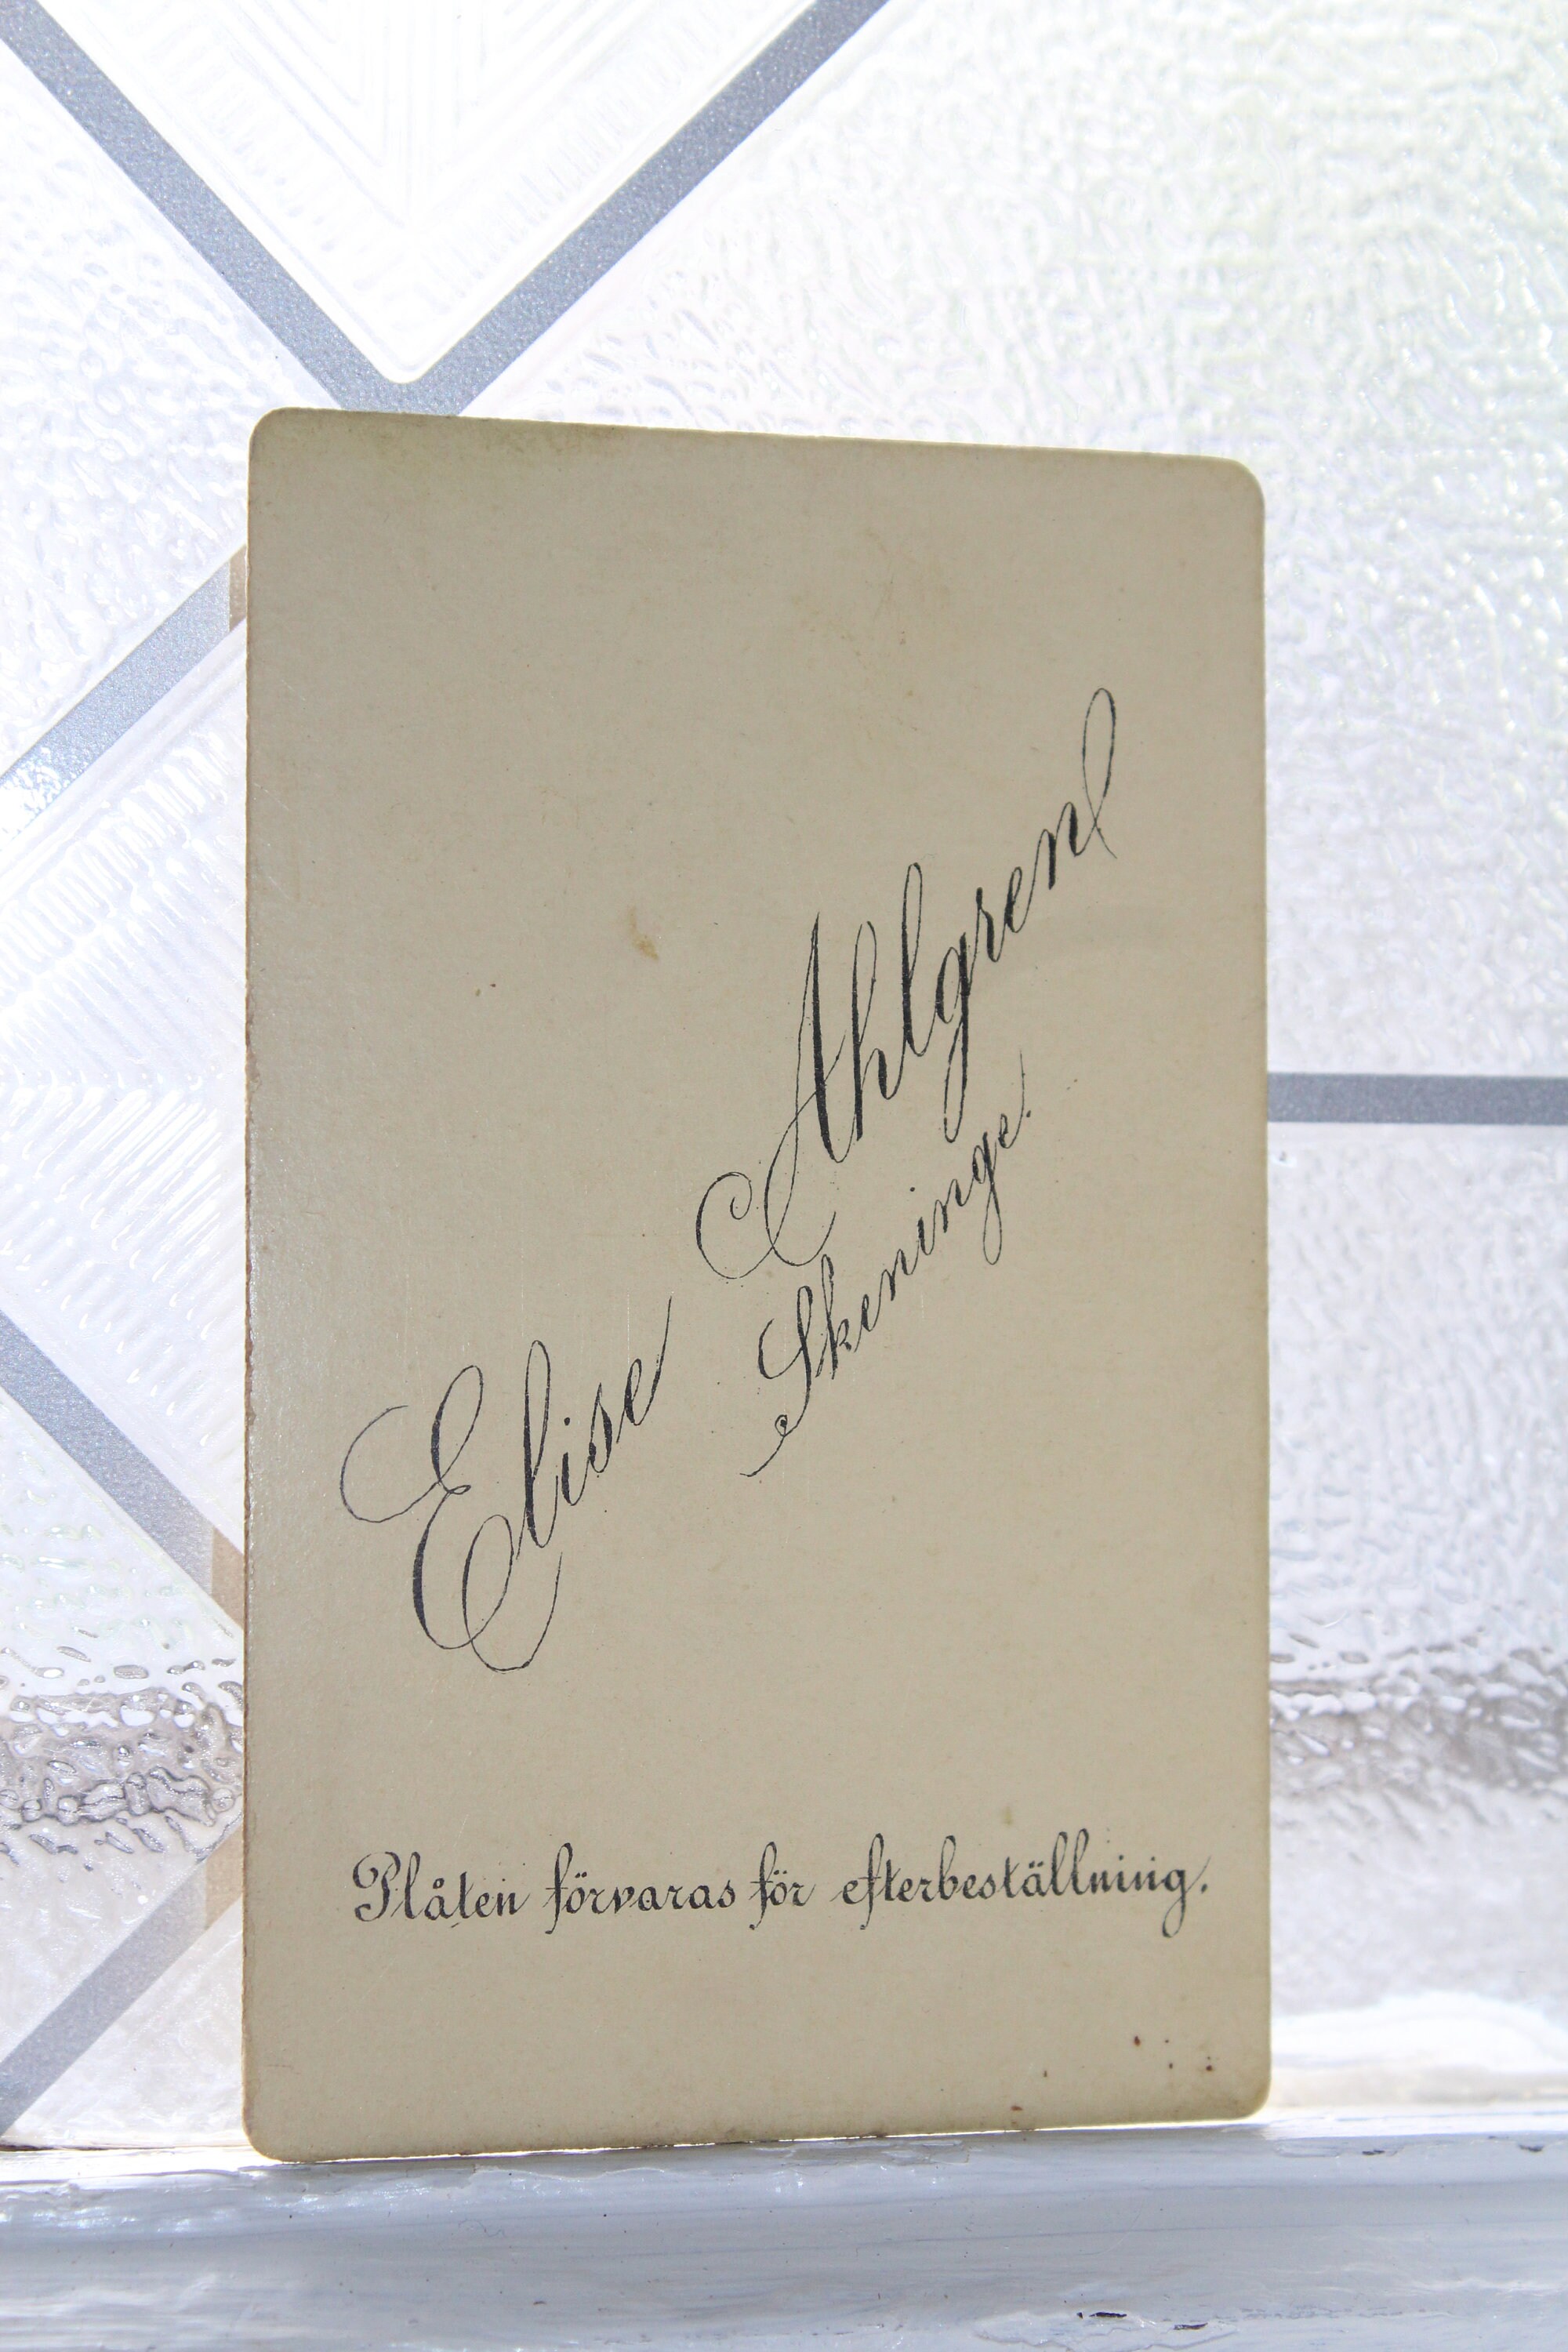 Elise Ahlgren
Skeninge.
Plåten förvaras för efterbeställning.